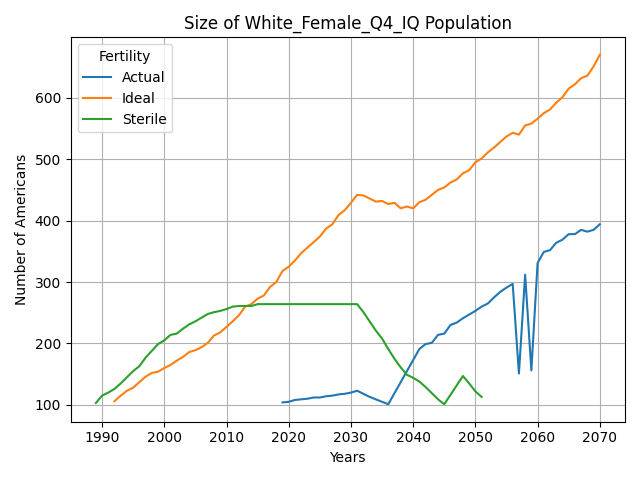 Size of White_Female_Q4_IQ Population
Fertility
Actual
Ideal
Sterile
Number of Americans
600
500
400
300
200
100
1990 2000 2010 2020 2030 2040 2050 2060 2070
Years